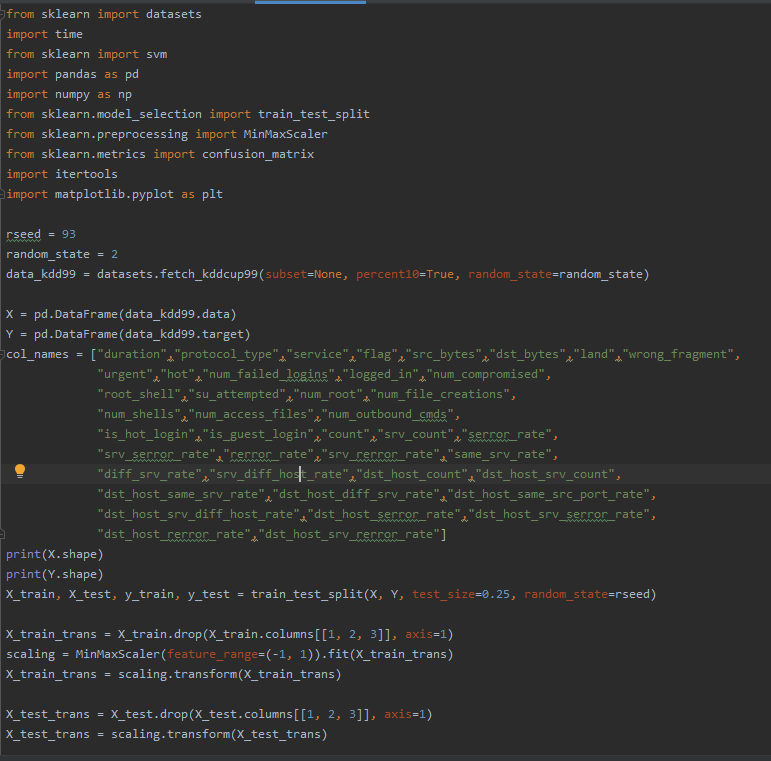 from sklearn import datasets
import time
from sklearn import svm
import pandas as pd
import numpy as np
from sklearn.model_selection import train_test_split
from sklearn.preprocessing import MinMaxScaler
from sklearn.metrics import confusion_matrix
import itertools
import matplotlib.pyplot as plt
rseed = 93
random_state = 2
data_kdd99 = datasets.fetch_kddcup99(subset=None, percent10=True, random_state=random_state)
X = pd.DataFrame(data_kdd99.data)
Y = pd.DataFrame(data_kdd99.target)
col_names = ["duration","protocol_type","service","flag","src_bytes","dst_bytes","land","wrong_fragment",
"urgent","hot","num_failed_logins","logged_in","num_compromised",
"root_shell","su_attempted","num_root","num_file_creations",
"num_shells","num_access_files","num_outbound_cmds",
"is_hot_login","is_guest_login","count","srv_count","serror_rate",
"srv_serror_rate","rerror_rate","srv_rerror_rate","same_srv_rate",
"diff_srv_rate","srv_diff_host_rate","dst_host_count","dst_host_srv_count",
"dst_host_same_srv_rate","dst_host_diff_srv_rate","dst_host_same_src_port_rate",
"dst_host_srv_diff_host_rate","dst_host_serror_rate","dst_host_srv_serror_rate",
"dst_host_rerror_rate","dst_host_srv_rerror_rate"]
print(X.shape)
print(Y.shape)
X_train, X_test, y_train, y_test = train_test_split(X, Y, test_size=0.25, random_state=rseed)
X_train_trans = X_train.drop(X_train.columns[[1, 2, 3]], axis=1)
scaling = MinMaxScaler(feature_range=(-1, 1)).fit(X_train_trans)
X_train_trans = scaling.transform(X_train_trans)
X_test_trans = X_test.drop(X_test.columns[[1, 2, 3]], axis=1)
X_test_trans = scaling.transform(X_test_trans)